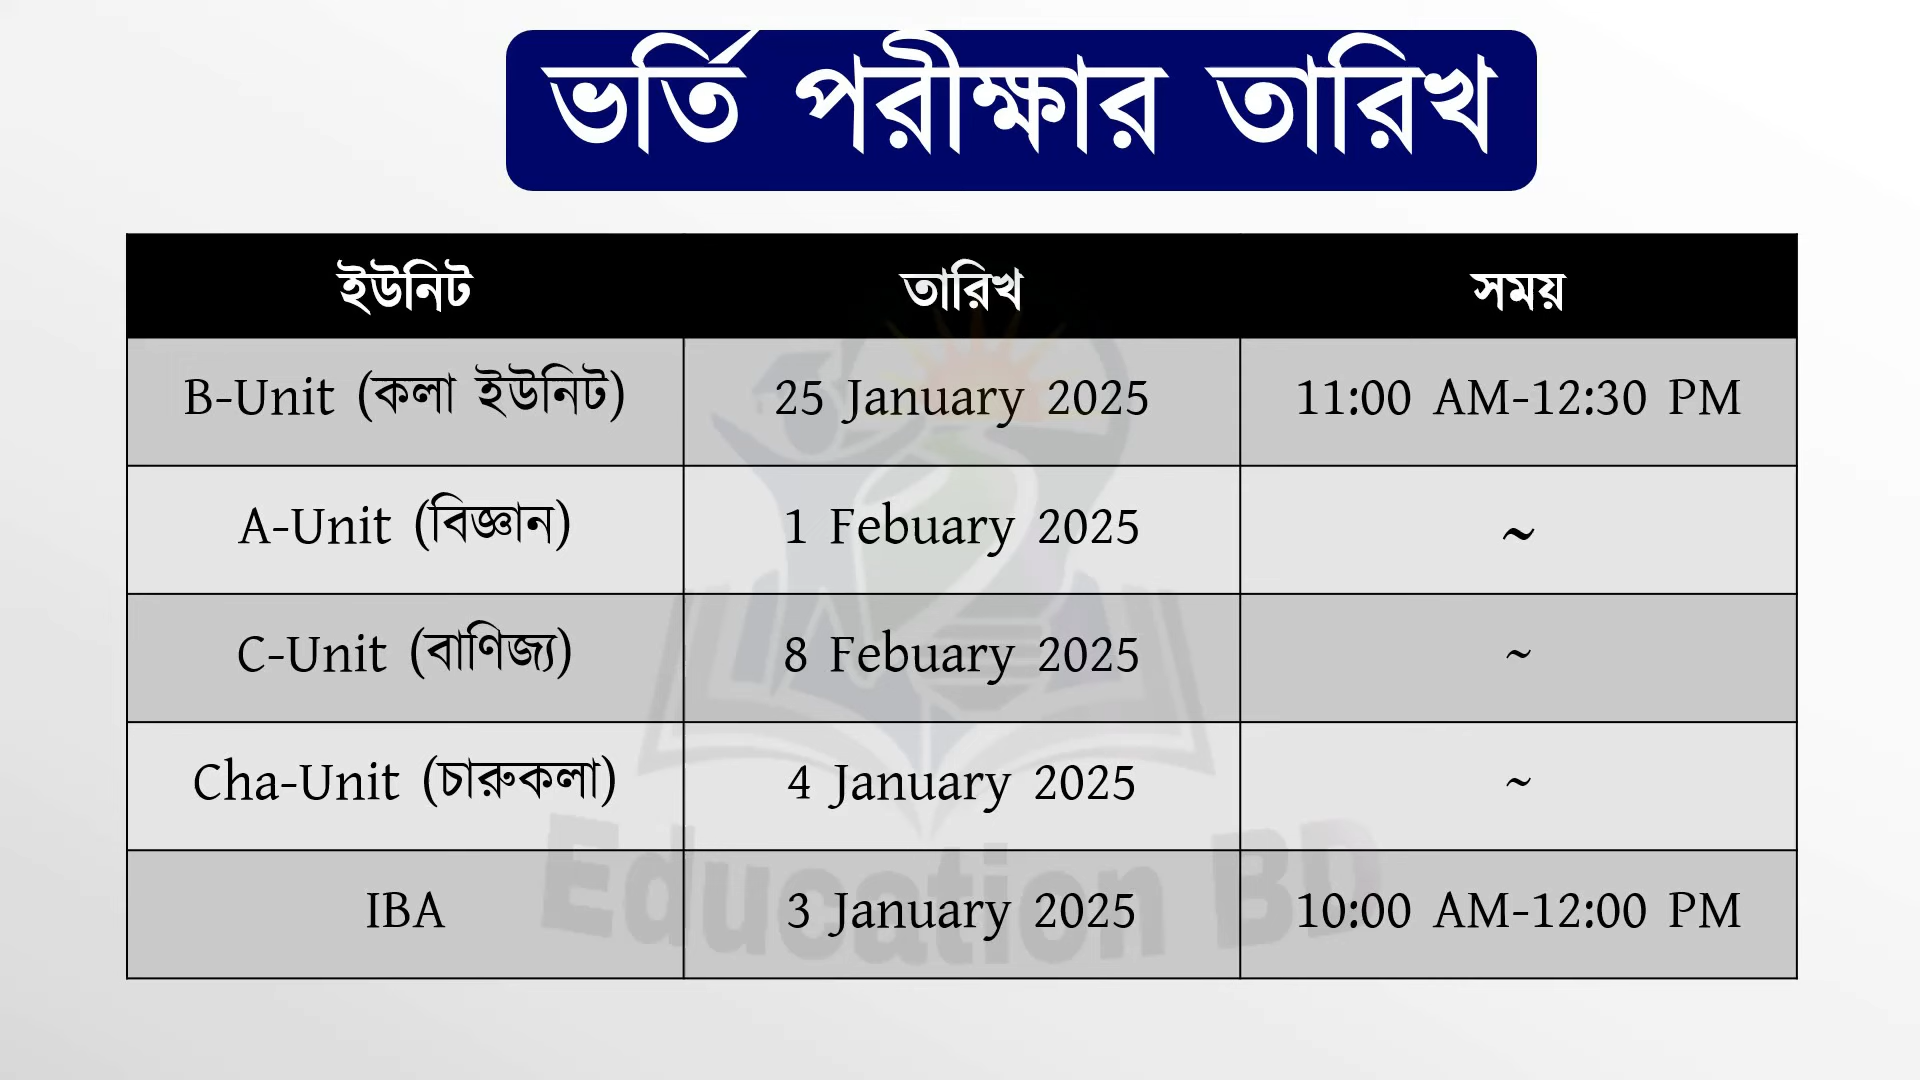 ভর্তি পরীক্ষার তারিখ
ইউনিট তারিখ সময়
B-Unit (কলা ইউনিট) 25 January 2025 11:00 AM-12:30 PM
A-Unit (বিজ্ঞান) 1 Febuary 2025 ~
C-Unit (বাণিজ্য) 8 Febuary 2025 ~
Cha-Unit (চারুকলা) 4 January 2025 ~
Education BD
IBA 3 January 2025 10:00 AM-12:00 PM